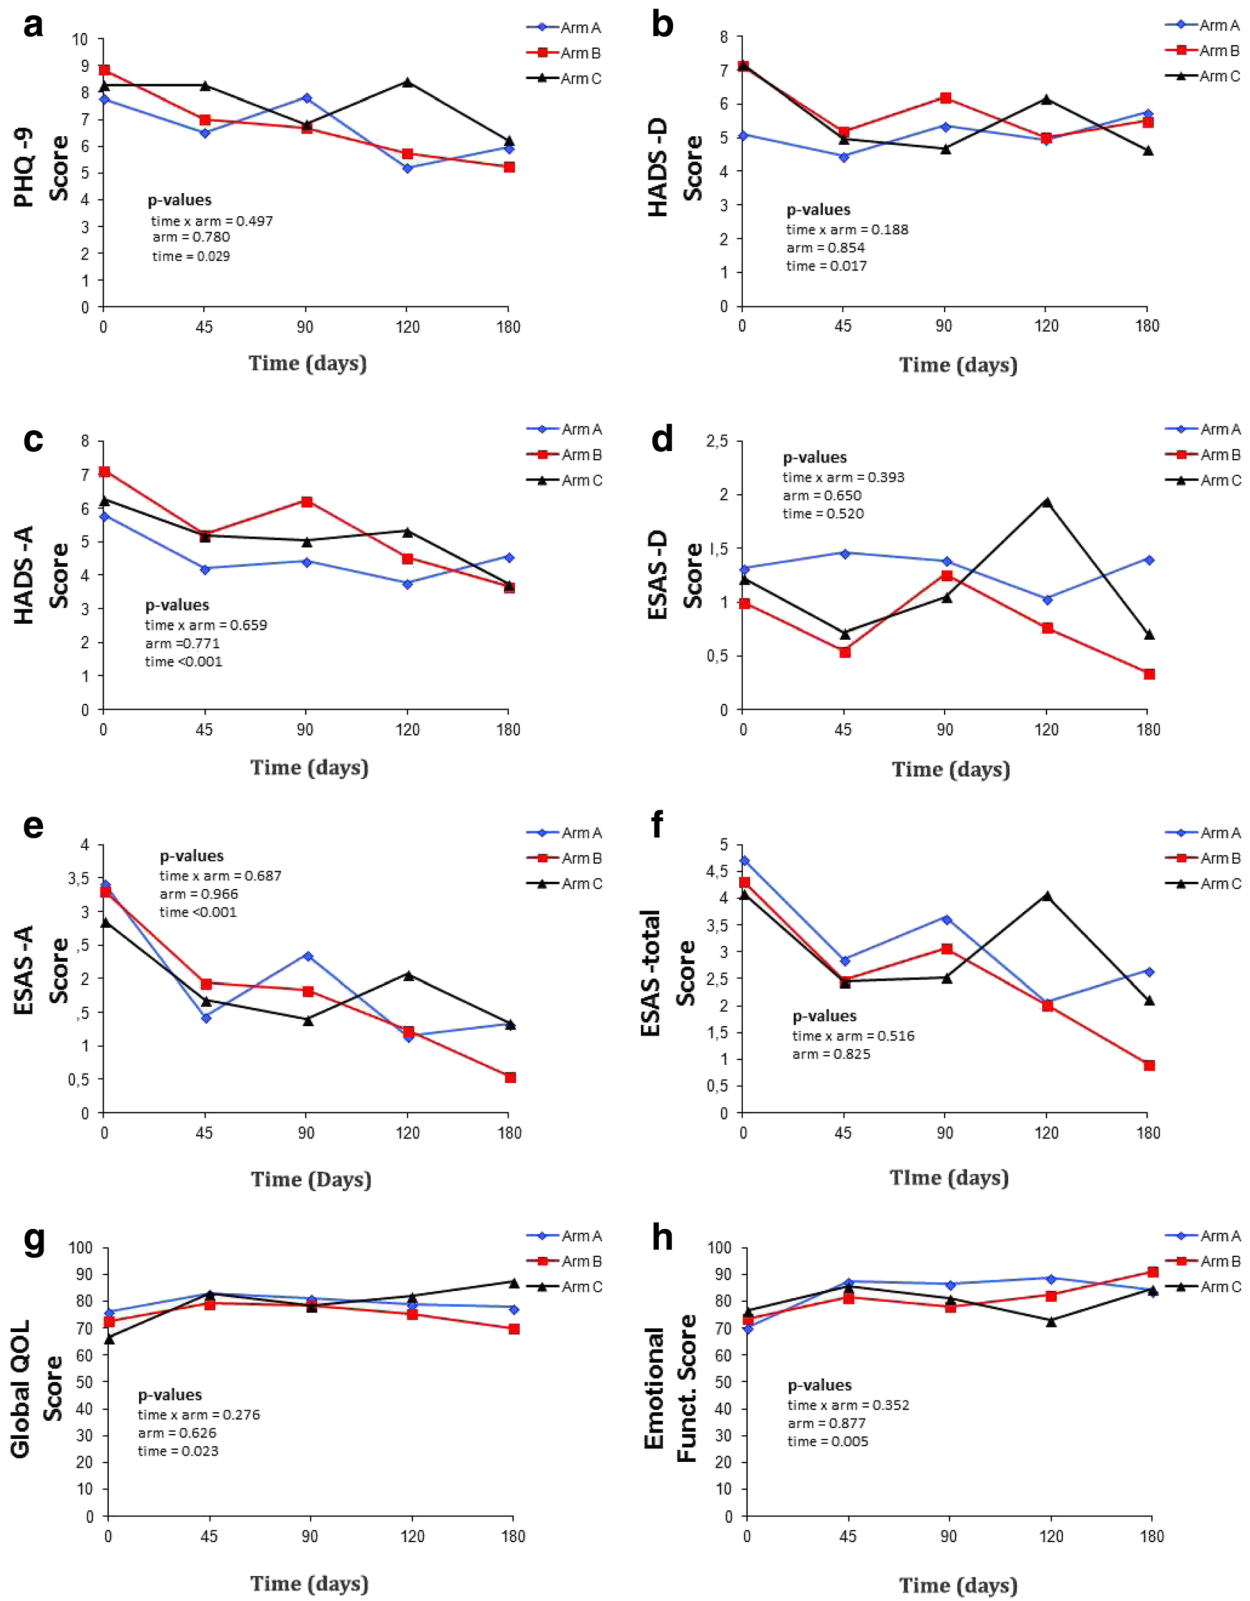 a
Arm A
Arm B
Arm C
PHQ -9
Score
10
9
8
7
6
5
4
3
2
1
0
p-values
time x arm = 0.497
arm = 0.780
time = 0.029
0 45 90 120 180
Time (days)
b
Arm A
Arm B
Arm C
HADS -D
Score
8
7
6
5
4
3
2
1
0
p-values
time x arm = 0.188
arm = 0.854
time = 0.017
0 45 90 120 180
Time (days)
c
Arm A
Arm B
Arm C
HADS -A
Score
8
7
6
5
4
3
2
1
0
p-values
time x arm = 0.659
arm =0.771
time <0.001
0 45 90 120 180
Time (days)
d
Arm A
Arm B
Arm C
ESAS -D
Score
2,5
2
1,5
1
0,5
0
p-values
time x arm = 0.393
arm = 0.650
time = 0.520
0 45 90 120 180
Time (days)
e
Arm A
Arm B
Arm C
ESAS -A
Score
4
3,5
3
,5
2
,5
1
0,5
0
p-values
time x arm = 0.687
arm = 0.966
time <0.001
0 45 90 120 180
Time (Days)
f
Arm A
Arm B
Arm C
ESAS -total
Score
5
4,5
4
3,5
3
2,5
2
1,5
1
0,5
0
p-values
time x arm = 0.516
arm = 0.825
0 45 90 120 180
TIme (days)
g
Arm A
Arm B
Arm C
Global QOL
Score
100
90
80
70
60
50
40
30
20
10
0
p-values
time x arm = 0.276
arm = 0.626
time = 0.023
0 45 90 120 180
Time (days)
h
Arm A
Arm B
Arm C
Emotional
Funct. Score
100
90
80
70
60
50
40
30
20
10
0
p-values
time x arm = 0.352
arm = 0.877
time = 0.005
0 45 90 120 180
Time (days)